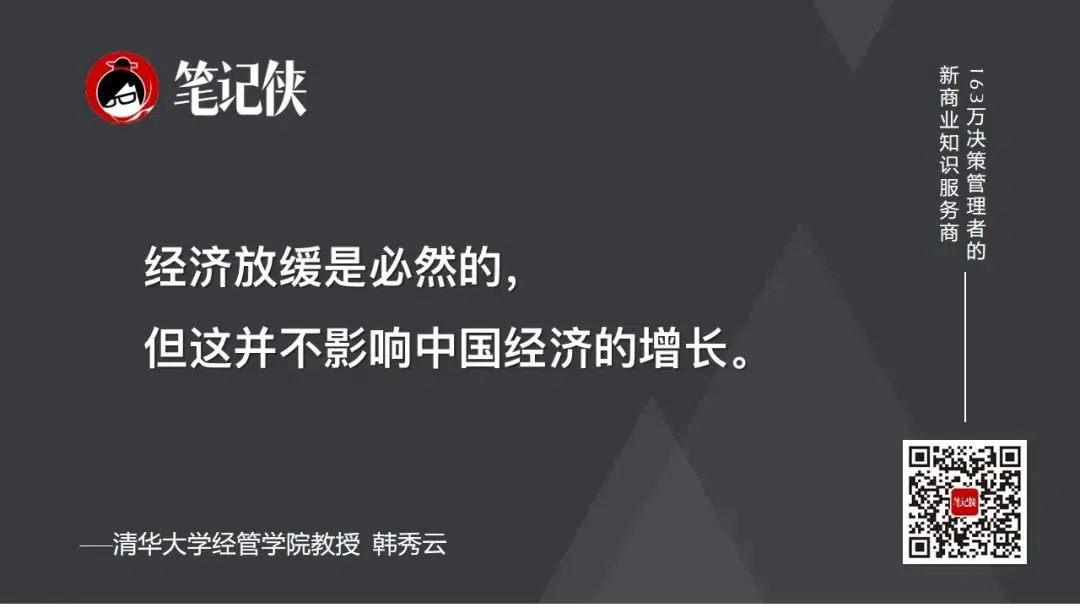 笔记侠
163万决策管理者的
新商业知识服务商
经济放缓是必然的，
但这并不影响中国经济的增长。
——清华大学经管学院教授 韩秀云
笔记侠